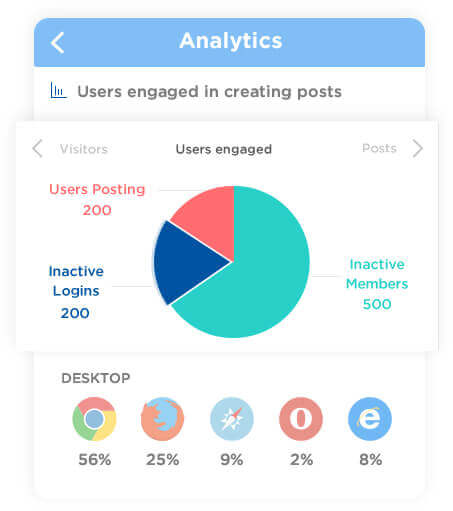 Analytics
Users engaged in creating posts
Visitors Users engaged Posts
Users Posting
200
Inactive
Logins
200
Inactive
Members
500
DESKTOP
56% 25% 9% 2% 8%